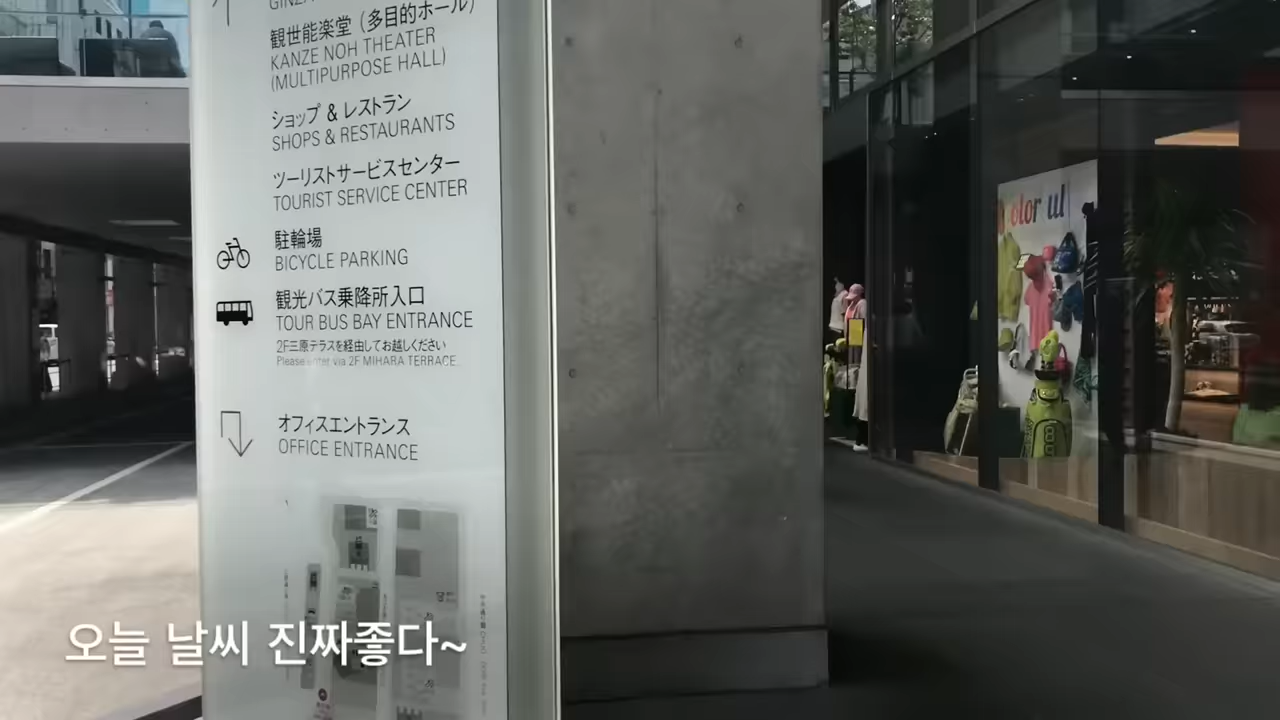 GINZA
観世能楽堂（多目的ホール）
KANZE NOH THEATER
(MULTIPURPOSE HALL)
ショップ & レストラン
SHOPS & RESTAURANTS
ツーリストサービスセンター
TOURIST SERVICE CENTER
駐輪場
BICYCLE PARKING
観光バス乗降所入口
TOUR BUS BAY ENTRANCE
2F三原テラスを経由してお越しください
Please enter via 2F MIHARA TERRACE.
オフィスエントランス
OFFICE ENTRANCE
오늘 날씨 진짜좋다~